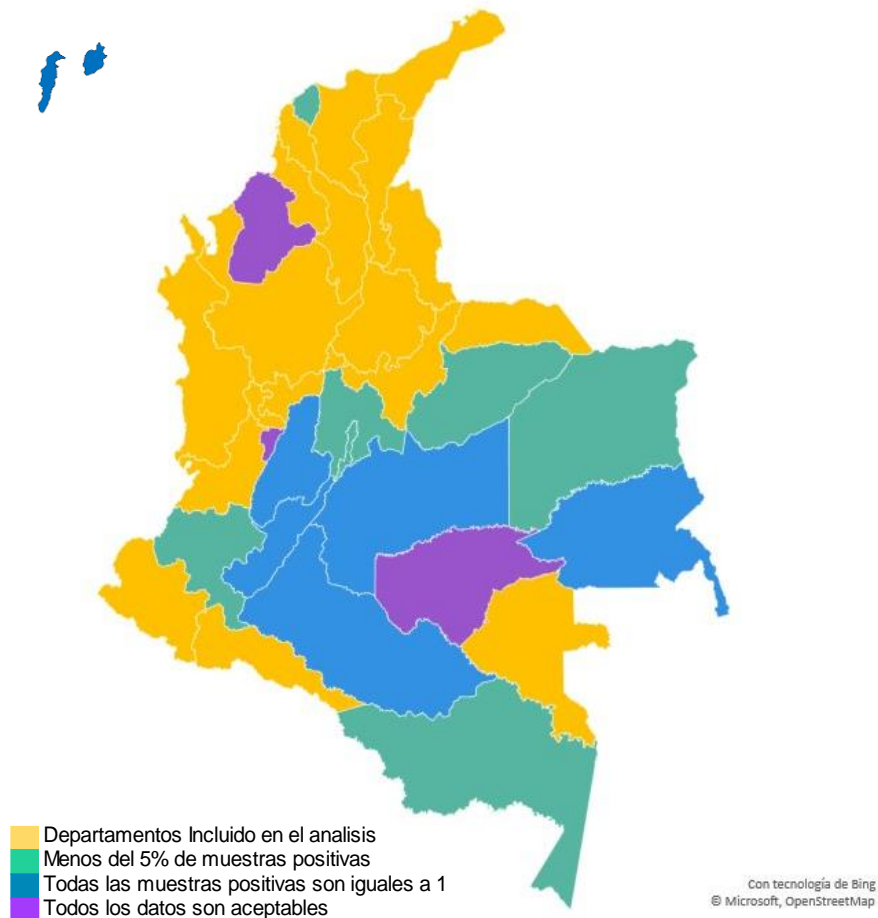 Departamentos Incluido en el analisis
Menos del 5% de muestras positivas
Todas las muestras positivas son iguales a 1
Todos los datos son aceptables
Con tecnología de Bing
© Microsoft, OpenStreetMap